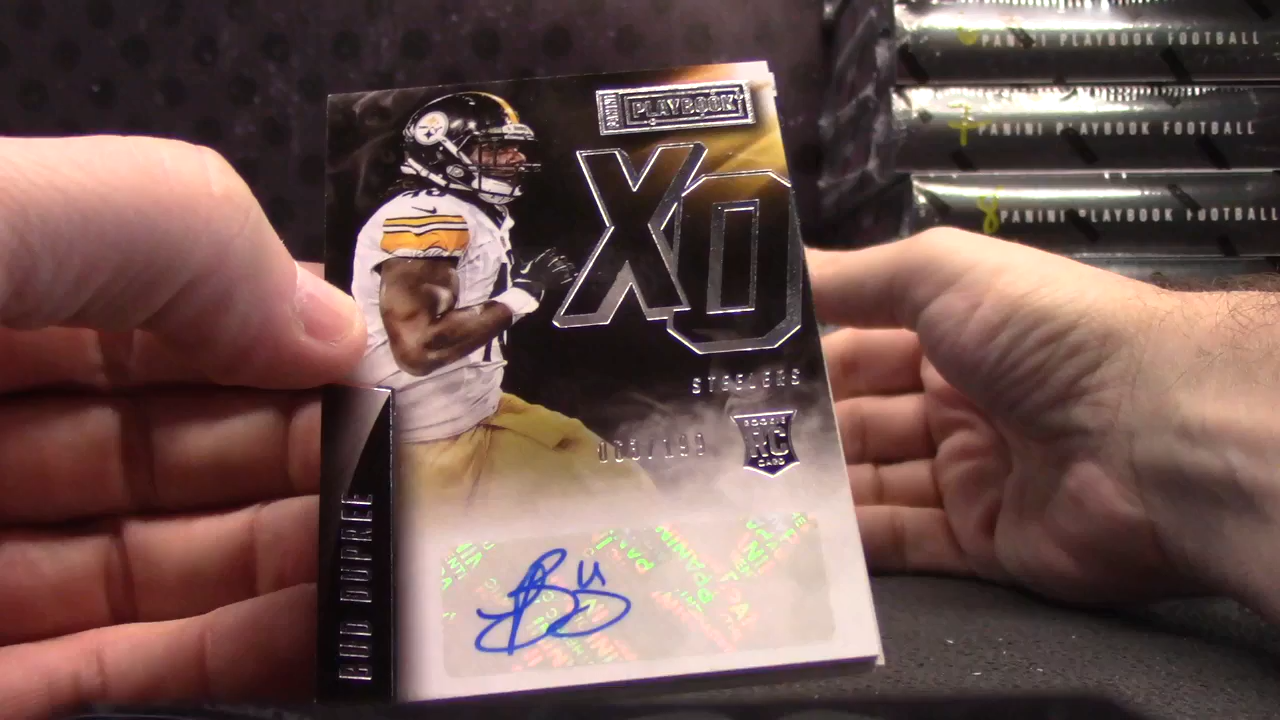 PANINI PLAYBOOK
XO
STEELERS
ROOKIE
RC
CARD
BUD DUPREE
PANINI PLAYBOOK FOOTBALL
PANINI PLAYBOOK FOOTBALL
PANINI PLAYBOOK FOOTBALL